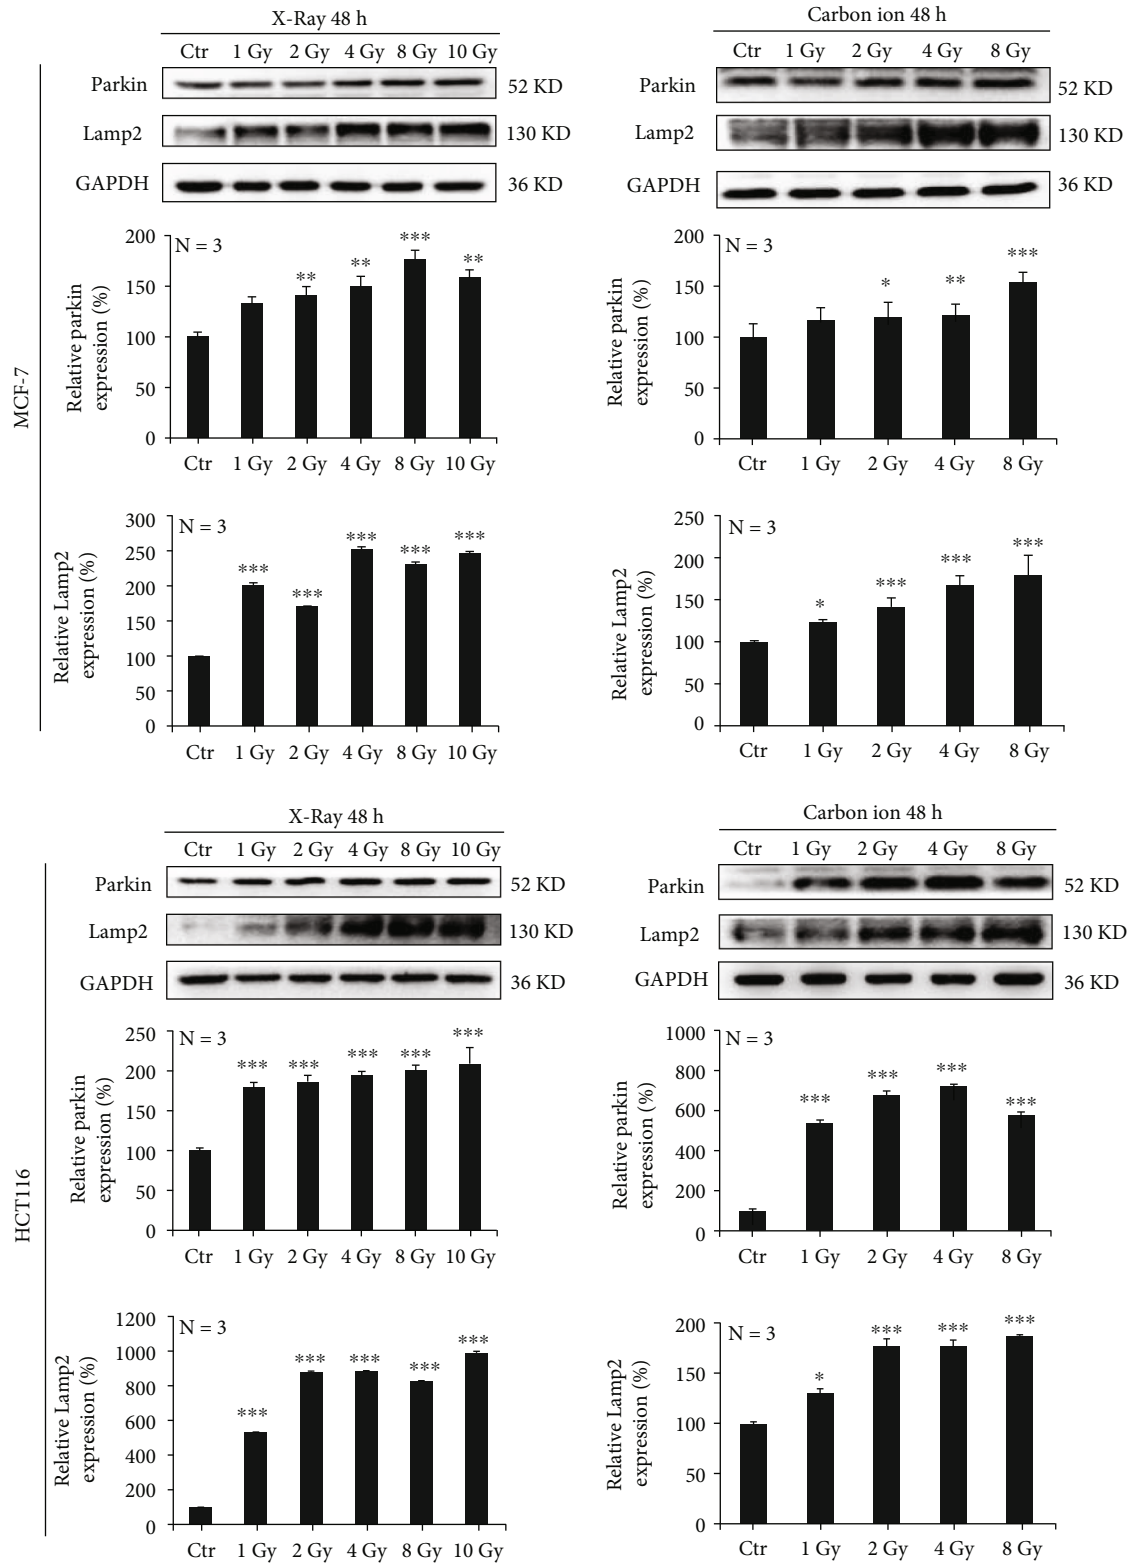 X-Ray 48 h
Ctr 1 Gy 2 Gy 4 Gy 8 Gy 10 Gy
Parkin 52 KD
Lamp2 130 KD
GAPDH 36 KD
Carbon ion 48 h
Ctr 1 Gy 2 Gy 4 Gy 8 Gy
Parkin 52 KD
Lamp2 130 KD
GAPDH 36 KD
MCF-7
Relative parkin
expression (%)
200
150
100
50
0
N = 3
** ** *** **
Ctr 1 Gy 2 Gy 4 Gy 8 Gy 10 Gy
Relative parkin
expression (%)
200
150
100
50
0
N = 3
* ** ***
Ctr 1 Gy 2 Gy 4 Gy 8 Gy
Relative Lamp2
expression (%)
300
250
200
150
100
50
0
N = 3
*** *** *** *** ***
Ctr 1 Gy 2 Gy 4 Gy 8 Gy 10 Gy
Relative Lamp2
expression (%)
250
200
150
100
50
0
N = 3
* *** *** ***
Ctr 1 Gy 2 Gy 4 Gy 8 Gy
X-Ray 48 h
Ctr 1 Gy 2 Gy 4 Gy 8 Gy 10 Gy
Parkin 52 KD
Lamp2 130 KD
GAPDH 36 KD
Carbon ion 48 h
Ctr 1 Gy 2 Gy 4 Gy 8 Gy
Parkin 52 KD
Lamp2 130 KD
GAPDH 36 KD
HCT116
Relative parkin
expression (%)
250
200
150
100
50
0
N = 3
*** *** *** *** ***
Ctr 1 Gy 2 Gy 4 Gy 8 Gy 10 Gy
Relative parkin
expression (%)
1000
800
600
400
200
0
N = 3
*** *** *** ***
Ctr 1 Gy 2 Gy 4 Gy 8 Gy
Relative Lamp2
expression (%)
1200
1000
800
600
400
200
0
N = 3
*** *** *** *** ***
Ctr 1 Gy 2 Gy 4 Gy 8 Gy 10 Gy
Relative Lamp2
expression (%)
200
150
100
50
0
N = 3
* *** *** ***
Ctr 1 Gy 2 Gy 4 Gy 8 Gy